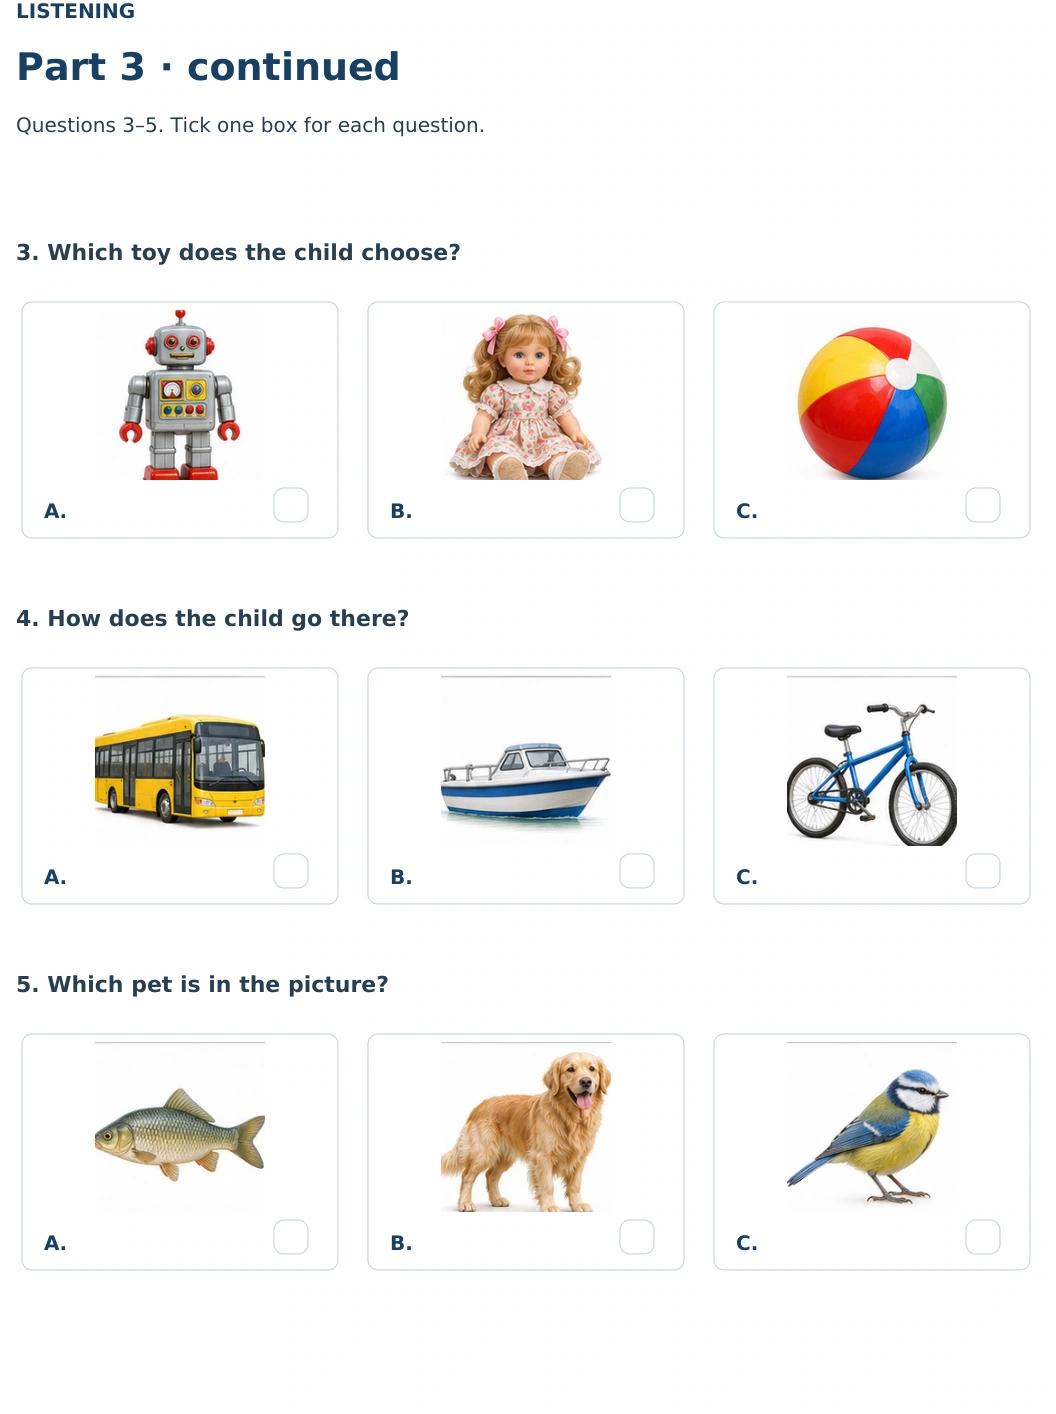 LISTENING
Part 3 · continued
Questions 3–5. Tick one box for each question.
3. Which toy does the child choose?
A.
B.
C.
4. How does the child go there?
A.
B.
C.
5. Which pet is in the picture?
A.
B.
C.